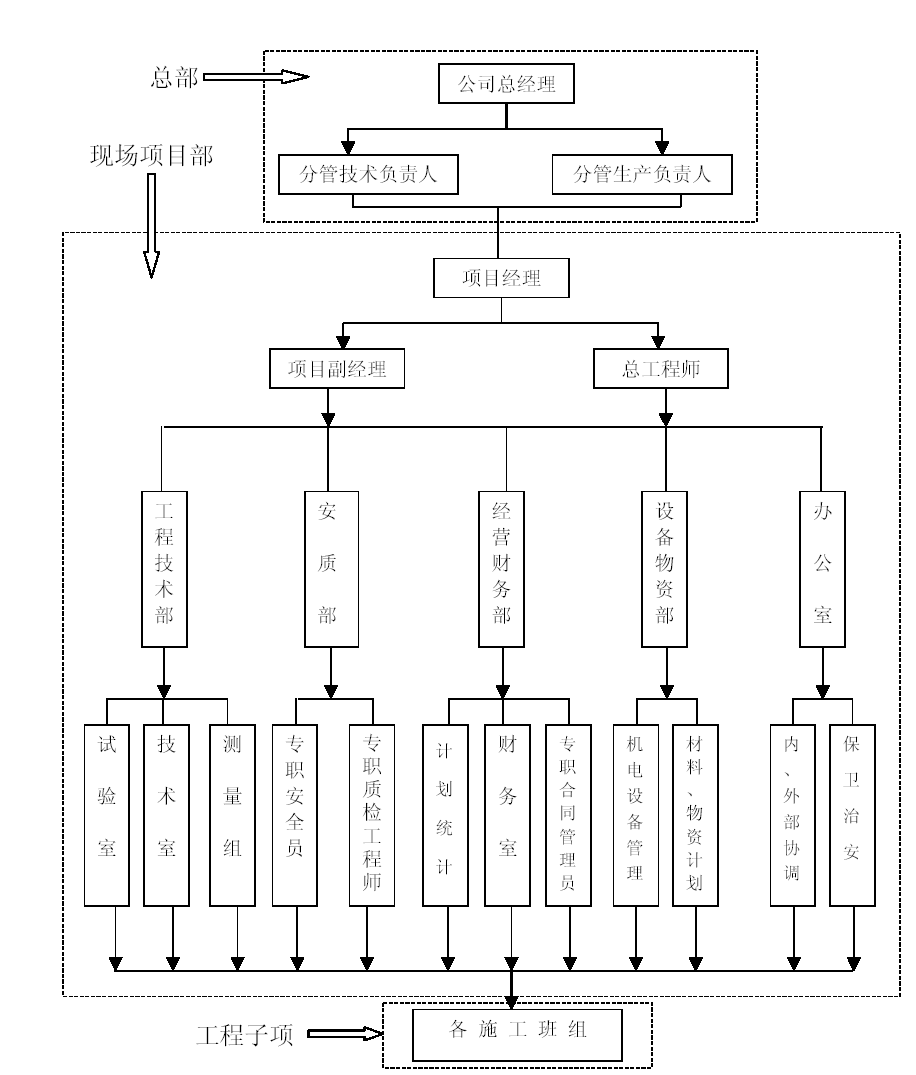 总部
公司总经理
现场项目部
分管技术负责人
分管生产负责人
项目经理
项目副经理
总工程师
工程技术部
安质部
经营财务部
设备物资部
办公室
试验室
技术室
测量组
专职安全员
专职质检工程师
计划统计
财务室
专职合同管理员
机电设备管理
材料、物资计划
内、外部协调
保卫治安
工程子项
各施工班组